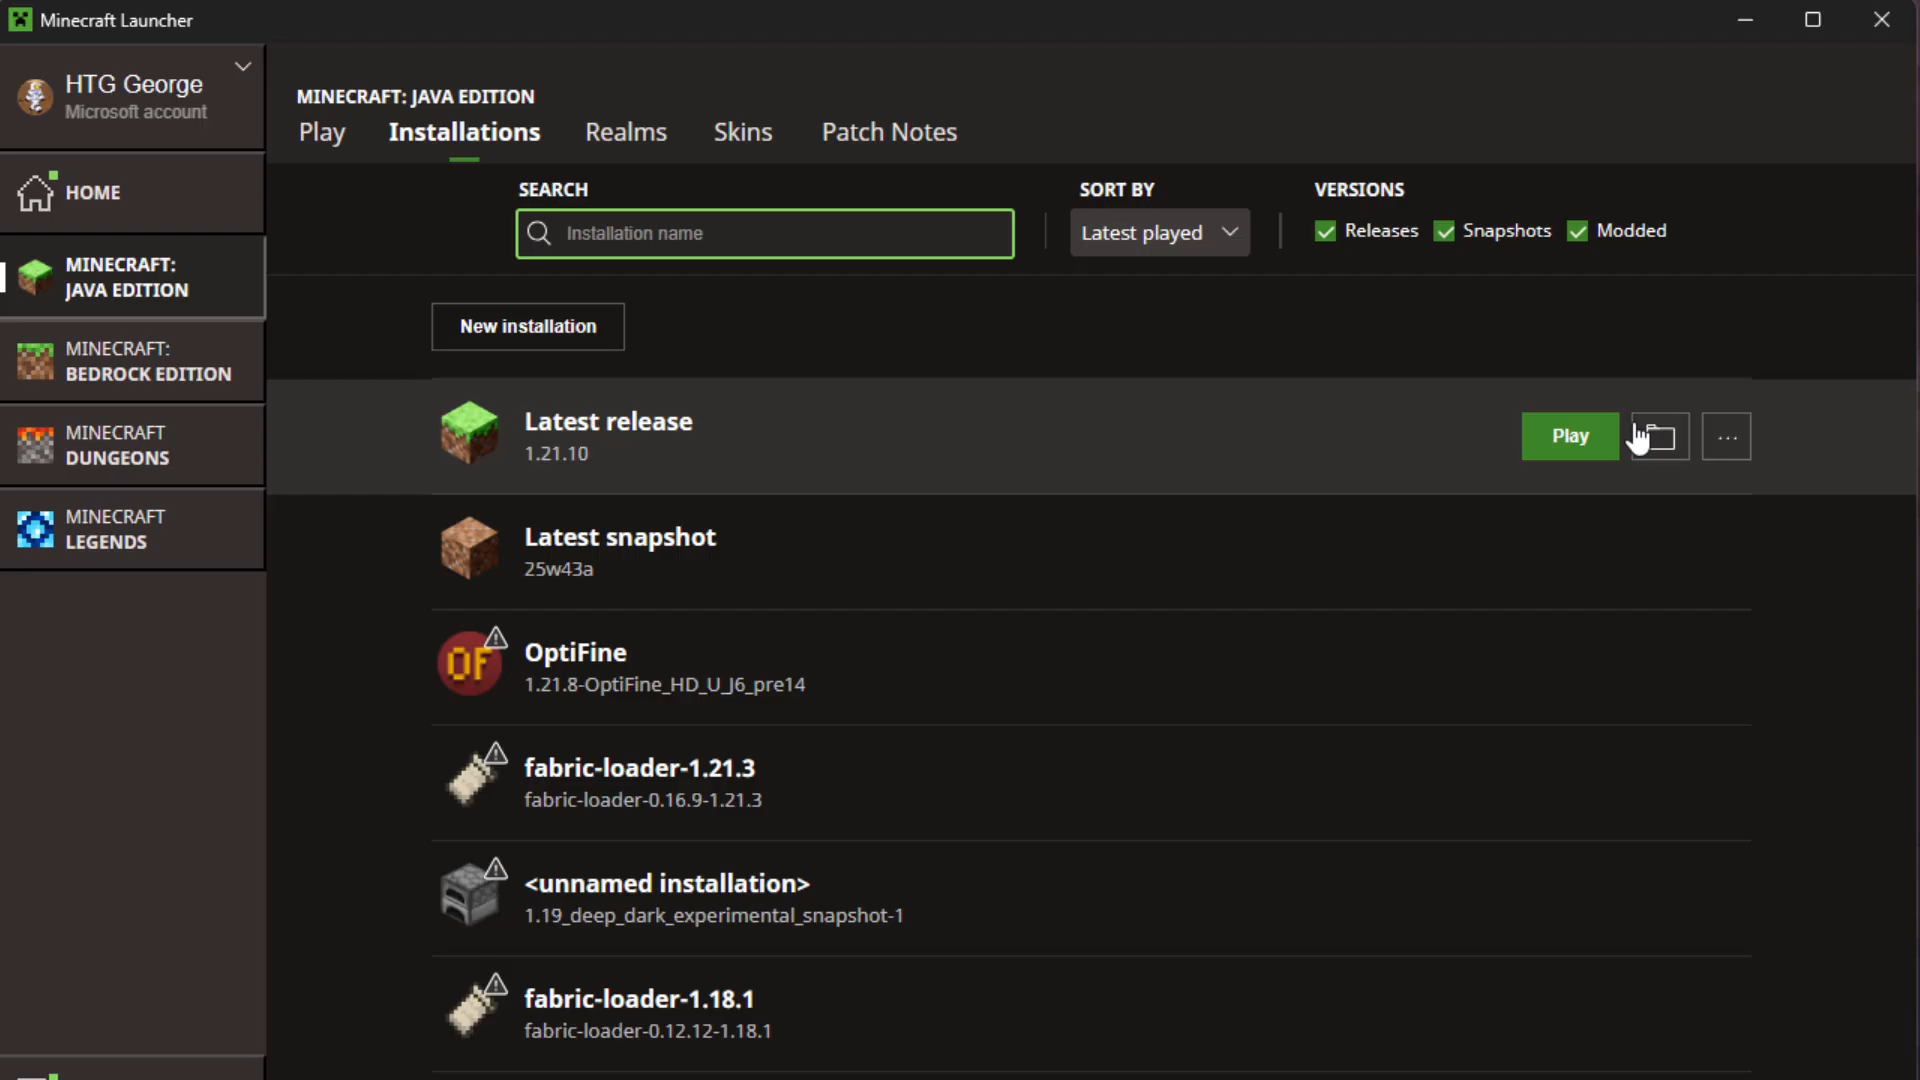 Minecraft Launcher
HTG George
Microsoft account
HOME
MINECRAFT:
JAVA EDITION
MINECRAFT:
BEDROCK EDITION
MINECRAFT
DUNGEONS
MINECRAFT
LEGENDS
MINECRAFT: JAVA EDITION
Play Installations Realms Skins Patch Notes
SEARCH SORT BY VERSIONS
Installation name Latest played Releases Snapshots Modded
New installation
Latest release
1.21.10
Play ...
Latest snapshot
25w43a
OF
OptiFine
1.21.8-OptiFine_HD_U_J6_pre14
fabric-loader-1.21.3
fabric-loader-0.16.9-1.21.3
<unnamed installation>
1.19_deep_dark_experimental_snapshot-1
fabric-loader-1.18.1
fabric-loader-0.12.12-1.18.1